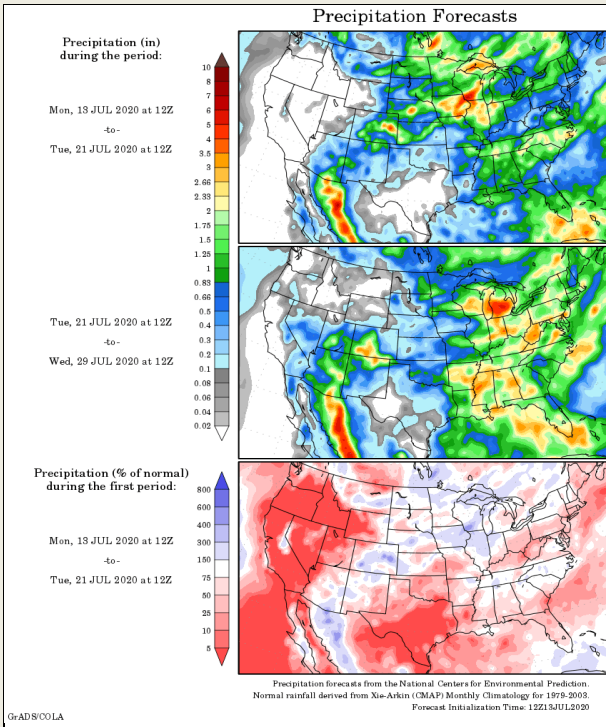 Precipitation Forecasts
Precipitation (in)
during the period:
Mon, 13 JUL 2020 at 12Z
-to-
Tue, 21 JUL 2020 at 12Z
10
8
7
6
5
4
3.5
3
2.66
2.33
2
1.75
1.5
1.25
1
0.83
0.66
0.5
0.4
0.3
0.2
0.1
0.08
0.06
0.04
0.02
Tue, 21 JUL 2020 at 12Z
-to-
Wed, 29 JUL 2020 at 12Z
Precipitation (% of normal)
during the first period:
Mon, 13 JUL 2020 at 12Z
-to-
Tue, 21 JUL 2020 at 12Z
800
600
400
300
150
75
50
25
10
5
Precipitation forecasts from the National Centers for Environmental Prediction.
Normal rainfall derived from Xie-Arkin (CMAP) Monthly Climatology for 1979-2003.
Forecast Initialization Time: 12Z13JUL2020
GrADS/COLA